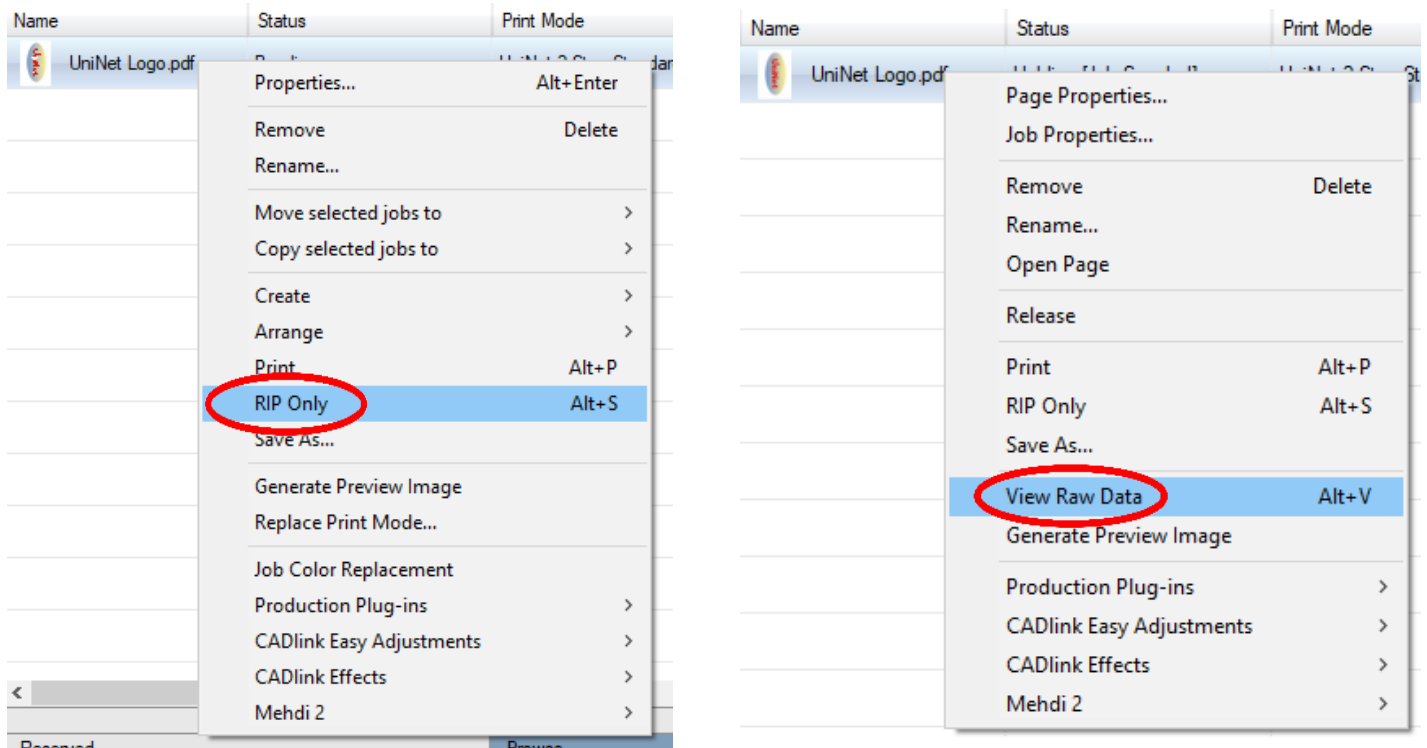 Name Status Print Mode
UniNet Logo.pdf
Properties... Alt+Enter
Remove Delete
Rename...
Move selected jobs to >
Copy selected jobs to >
Create >
Arrange >
Print Alt+P
RIP Only Alt+S
Save As...
Generate Preview Image
Replace Print Mode...
Job Color Replacement
Production Plug-ins >
CADlink Easy Adjustments >
CADlink Effects >
Mehdi 2 >
Name Status Print Mode
UniNet Logo.pdf
Page Properties...
Job Properties...
Remove Delete
Rename...
Open Page
Release
Print Alt+P
RIP Only Alt+S
Save As...
View Raw Data Alt+V
Generate Preview Image
Production Plug-ins >
CADlink Easy Adjustments >
CADlink Effects >
Mehdi 2 >